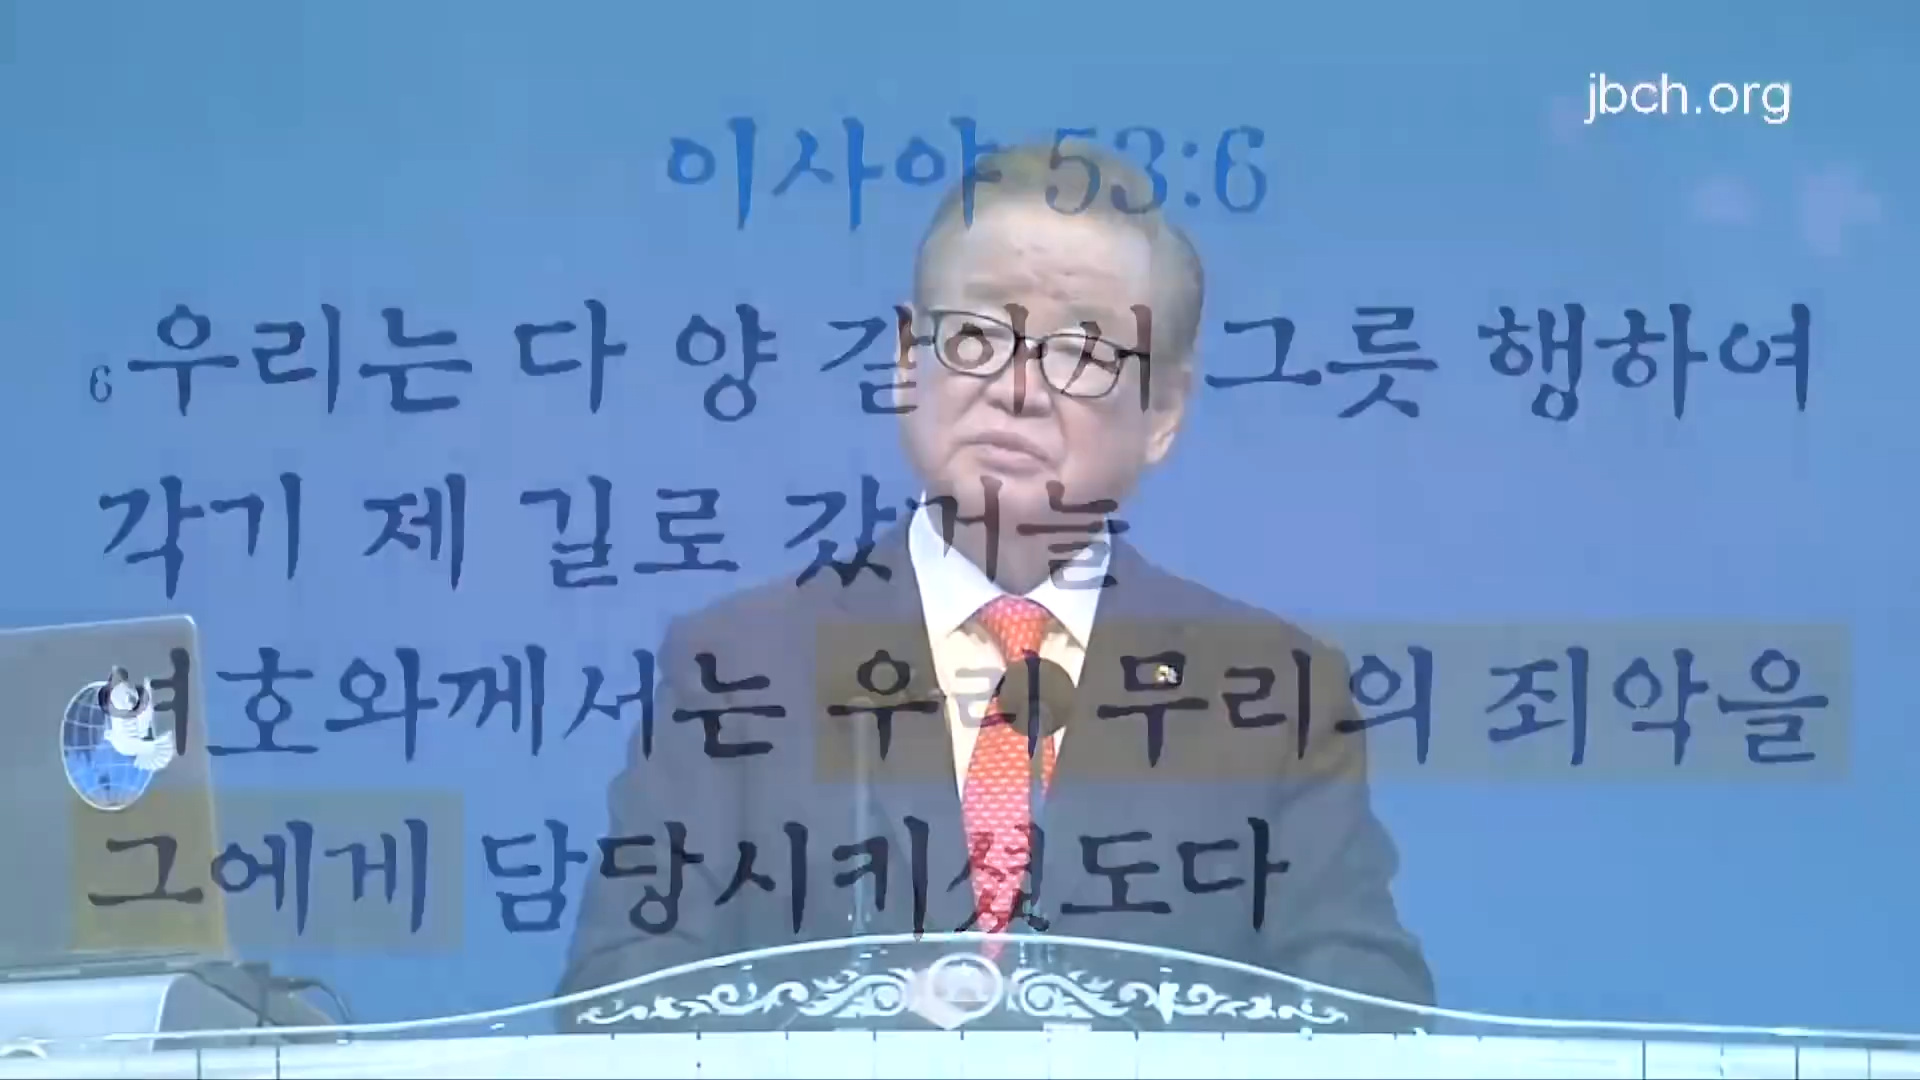 jbch.org
이사야 53:6
6 우리는 다 양 같아서 그릇 행하여
각기 제 길로 갔거늘
여호와께서는 우리 무리의 죄악을
그에게 담당시키셨도다